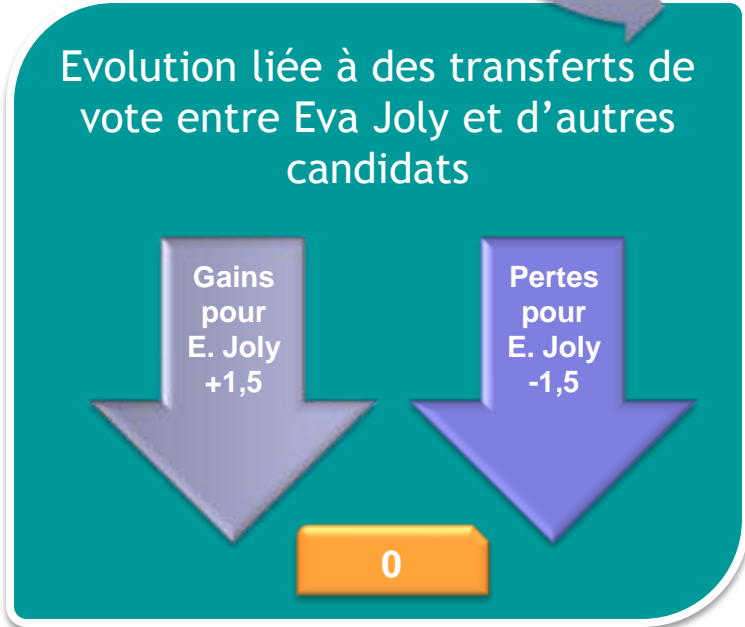 Evolution liée à des transferts de
vote entre Eva Joly et d’autres
candidats
Gains
pour
E. Joly
+1,5
Pertes
pour
E. Joly
-1,5
0